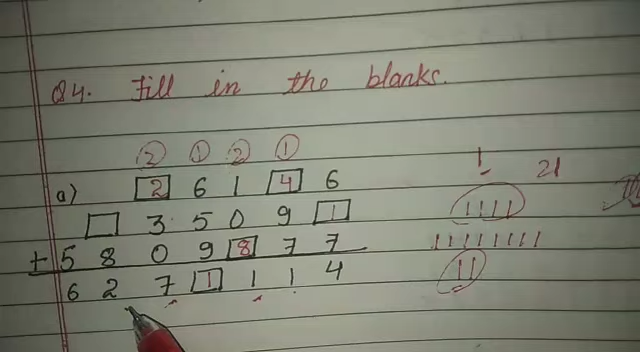 Q4. Fill in the blanks.
② ① ② ①
a) 2 6 1 4 6
3 5 0 9 1
+ 5 8 0 9 8 7 7
6 2 7 1 1 1 4
1 21
1111
11111111
11